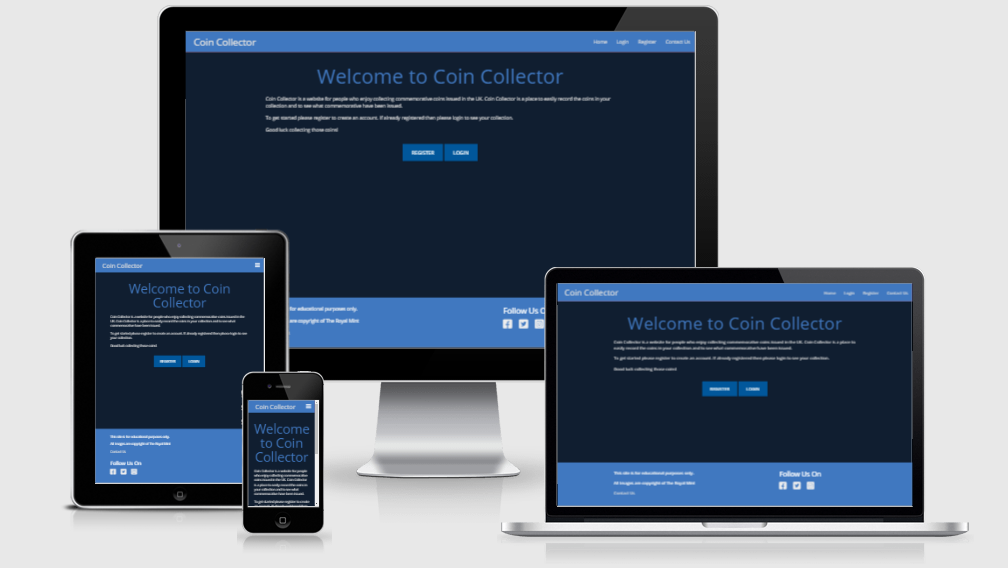 Coin Collector
Home Login Register Contact Us
Welcome to Coin Collector
Coin Collector is a website for people who enjoy collecting commemorative coins issued in the UK. Coin Collector is a place to easily record the coins in your
collection and to see what commemorative have been issued.
To get started please register to create an account. If already registered then please login to see your collection.
Good luck collecting those coins!
REGISTER LOGIN
for educational purposes only.
are copyright of The Royal Mint
Follow Us O
Coin Collector
Welcome to Coin
Collector
Coin Collector is a website for people who enjoy collecting commemorative coins issued in the
UK. Coin Collector is a place to easily record the coins in your collection and to see what
commemorative have been issued.
To get started please register to create an account. If already registered then please login to see
your collection.
Good luck collecting those coins!
REGISTER LOGIN
This site is for educational purposes only.
All images are copyright of The Royal Mint
Contact Us
Follow Us On
Coin Collector
Welcome
to Coin
Collector
Coin Collector is a website for people
who enjoy collecting commemorative
coins issued in the UK. Coin Collector
is a place to easily record the coins in
your collection and to see what
commemorative have been issued.
To get started please register to create
Coin Collector
Home Login Register Contact Us
Welcome to Coin Collector
Coin Collector is a website for people who enjoy collecting commemorative coins issued in the UK. Coin Collector is a place to
easily record the coins in your collection and to see what commemorative have been issued.
To get started please register to create an account. If already registered then please login to see your collection.
Good luck collecting those coins!
REGISTER LOGIN
This site is for educational purposes only.
All images are copyright of The Royal Mint
Contact Us
Follow Us On